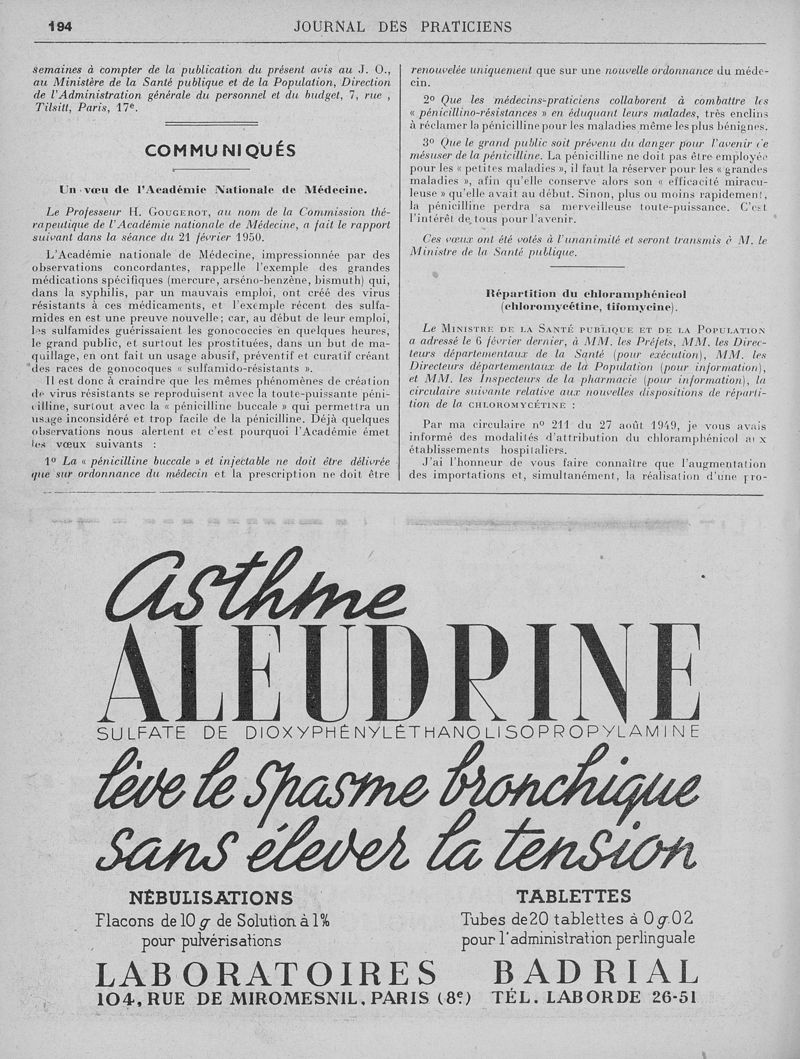 194
JOURNAL DES PRATICIENS
semaines à compter de la publication du présent avis au J. O.,
au Ministère de la Santé publique et de la Population, Direction
de l'Administration générale du personnel et du budget, 7, rue ,
Tilsitt, Paris, 17e.
COMMUNIQUÉS
Un vœu de l'Académie Nationale de Médecine.
Le Professeur H. GOUGEROT, au nom de la Commission thé-
rapeutique de l'Académie nationale de Médecine, a fait le rapport
suivant dans la séance du 21 février 1950.
L'Académie nationale de Médecine, impressionnée par des
observations concordantes, rappelle l'exemple des grandes
médications spécifiques (mercure, arséno-benzène, bismuth) qui,
dans la syphilis, par un mauvais emploi, ont créé des virus
résistants à ces médicaments, et l'exemple récent des sulfa-
mides en est une preuve nouvelle; car, au début de leur emploi,
les sulfamides guérissaient les gonococcies en quelques heures,
le grand public, et surtout les prostituées, dans un but de ma-
quillage, en ont fait un usage abusif, préventif et curatif créant
des races de gonocoques « sulfamido-résistants ».
Il est donc à craindre que les mêmes phénomènes de création
de virus résistants se reproduisent avec la toute-puissante péni-
cilline, surtout avec la « pénicilline buccale » qui permettra un
usage inconsidéré et trop facile de la pénicilline. Déjà quelques
observations nous alertent et c'est pourquoi l'Académie émet
les vœux suivants :
1º La « pénicilline buccale » et injectable ne doit être délivrée
que sur ordonnance du médecin et la prescription ne doit être
renouvelée uniquement que sur une nouvelle ordonnance du méde-
cin.
2º Que les médecins-praticiens collaborent à combattre les
« pénicillino-résistances » en éduquant leurs malades, très enclins
à réclamer la pénicilline pour les maladies même les plus bénignes.
3º Que le grand public soit prévenu du danger pour l'avenir de
mésuser de la pénicilline. La pénicilline ne doit pas être employée
pour les « petites maladies », il faut la réserver pour les « grandes
maladies », afin qu'elle conserve alors son « efficacité miracu-
leuse » qu'elle avait au début. Sinon, plus ou moins rapidement,
la pénicilline perdra sa merveilleuse toute-puissance. C'est
l'intérêt de tous pour l'avenir.
Ces vœux ont été votés à l'unanimité et seront transmis à M. le
Ministre de la Santé publique.
Répartition du chloramphénicol
(chloromycétine, tifomycine).
Le MINISTRE DE LA SANTÉ PUBLIQUE ET DE LA POPULATION
a adressé le 6 février dernier, à MM. les Préfets, MM. les Direc-
teurs départementaux de la Santé (pour exécution), MM. les
Directeurs départementaux de la Population (pour information),
et MM. les Inspecteurs de la pharmacie (pour information), la
circulaire suivante relative aux nouvelles dispositions de réparti-
tion de la CHLOROMYCÉTINE :
Par ma circulaire nº 211 du 27 août 1949, je vous avais
informé des modalités d'attribution du chloramphénicol aux
établissements hospitaliers.
J'ai l'honneur de vous faire connaître que l'augmentation
des importations et, simultanément, la réalisation d'une pro-
asthme
ALEUDRINE
SULFATE DE DIOXYPHÉNYLÉTHANOLISOPROPYLAMINE
lève le spasme bronchique
sans élever la tension
NÉBULISATIONS
Flacons de 10 g de Solution à 1%
pour pulvérisations
TABLETTES
Tubes de 20 tablettes à 0 g. 02
pour l'administration perlinguale
LABORATOIRES BADRIAL
104, RUE DE MIROMESNIL, PARIS (8e) TÉL. LABORDE 26-51